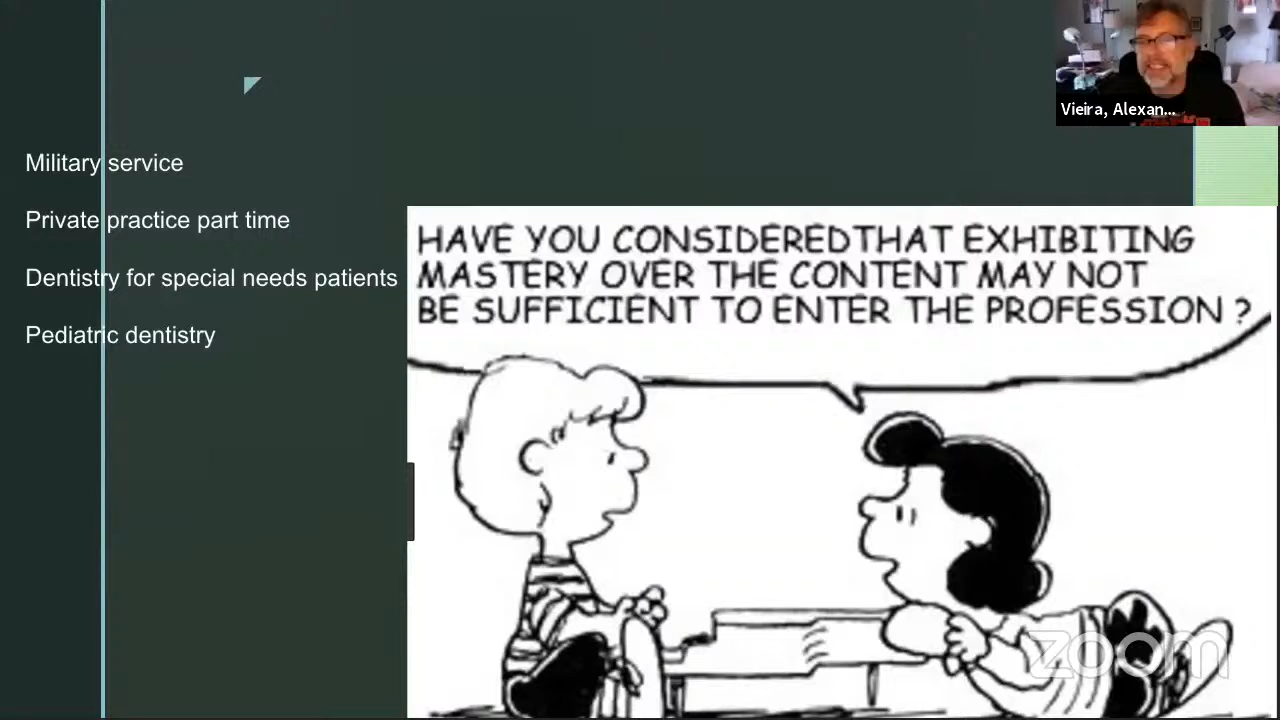 Vieira, Alexan...
Military service
Private practice part time
Dentistry for special needs patients
Pediatric dentistry
HAVE YOU CONSIDERED THAT EXHIBITING
MASTERY OVER THE CONTENT MAY NOT
BE SUFFICIENT TO ENTER THE PROFESSION ?
zoom